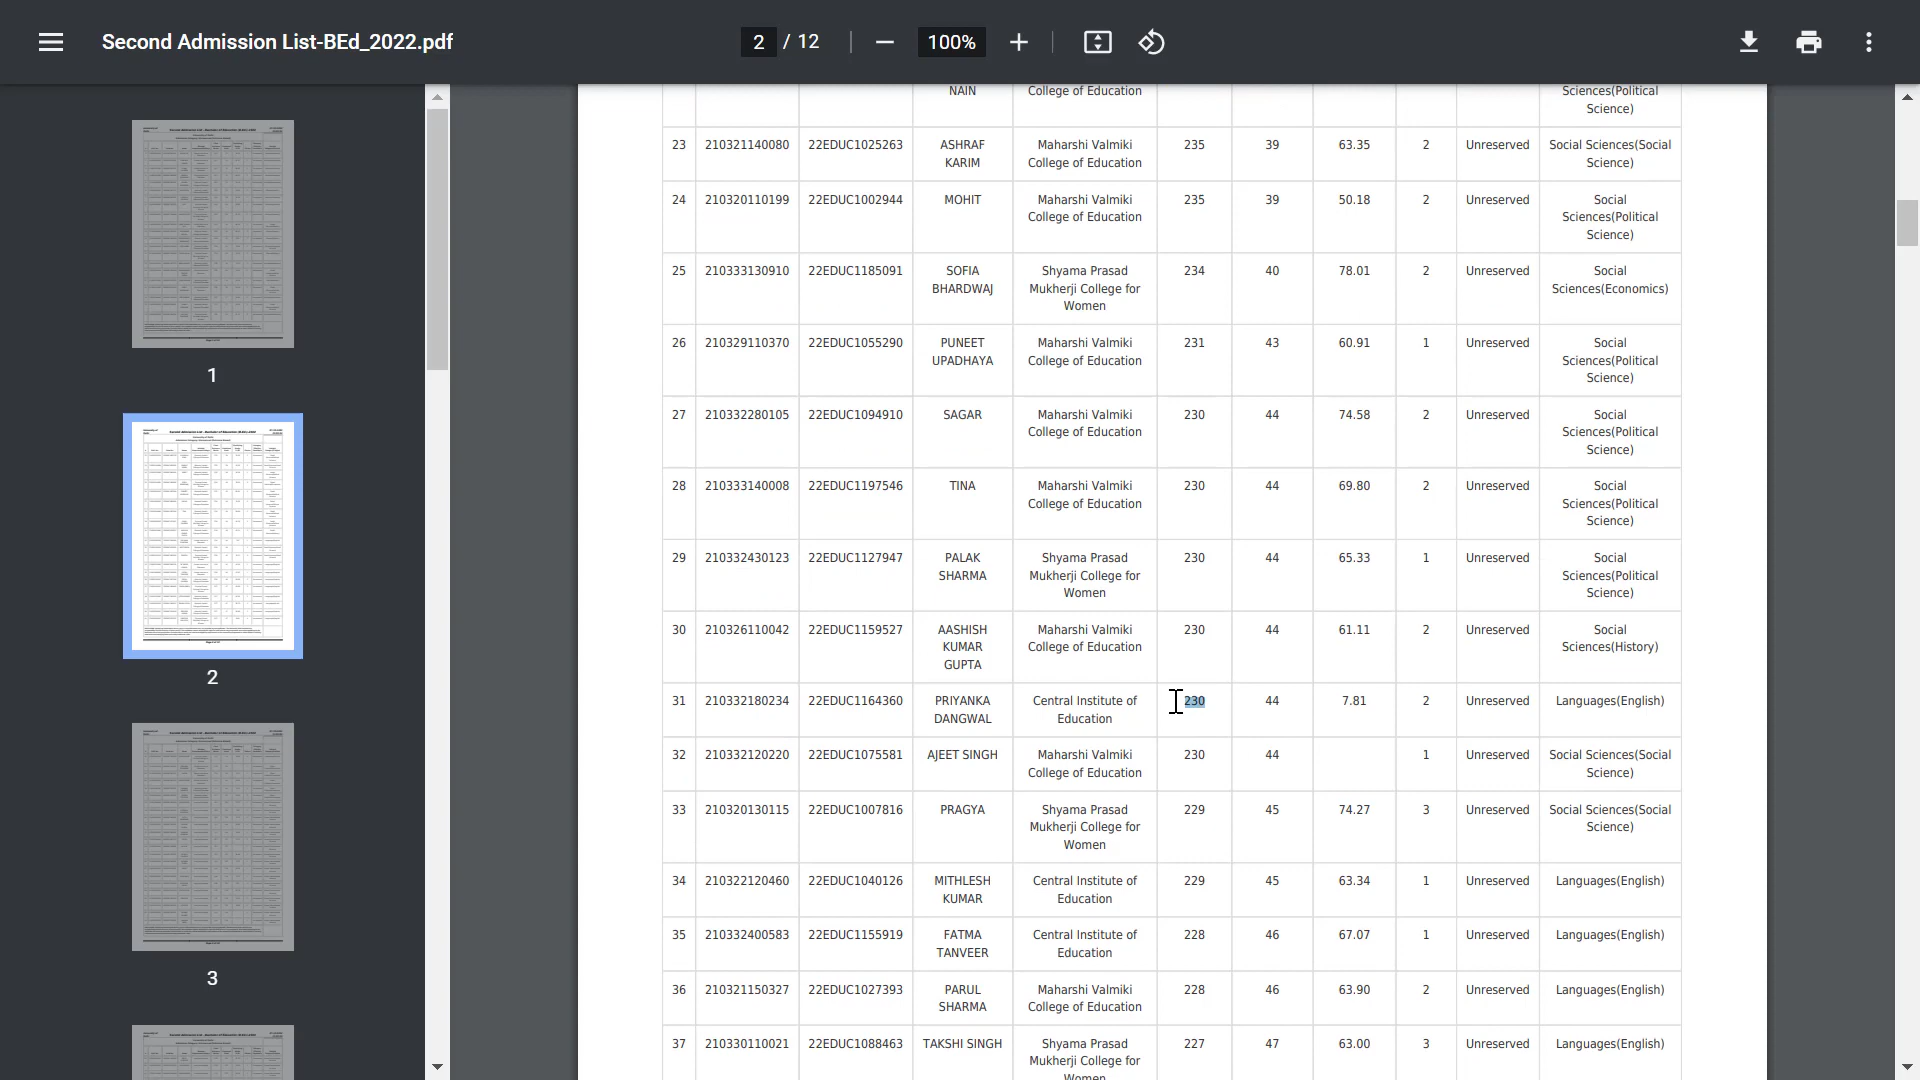 Second Admission List-BEd_2022.pdf
2 / 12
100%
1
2
3
NAIN College of Education Sciences(Political
Science)
23 210321140080 22EDUC1025263 ASHRAF Maharshi Valmiki 235 39 63.35 2 Unreserved Social Sciences(Social
KARIM College of Education Science)
24 210320110199 22EDUC1002944 MOHIT Maharshi Valmiki 235 39 50.18 2 Unreserved Social
College of Education Sciences(Political
Science)
25 210333130910 22EDUC1185091 SOFIA Shyama Prasad 234 40 78.01 2 Unreserved Social
BHARDWAJ Mukherji College for Sciences(Economics)
Women
26 210329110370 22EDUC1055290 PUNEET Maharshi Valmiki 231 43 60.91 1 Unreserved Social
UPADHAYA College of Education Sciences(Political
Science)
27 210332280105 22EDUC1094910 SAGAR Maharshi Valmiki 230 44 74.58 2 Unreserved Social
College of Education Sciences(Political
Science)
28 210333140008 22EDUC1197546 TINA Maharshi Valmiki 230 44 69.80 2 Unreserved Social
College of Education Sciences(Political
Science)
29 210332430123 22EDUC1127947 PALAK Shyama Prasad 230 44 65.33 1 Unreserved Social
SHARMA Mukherji College for Sciences(Political
Women Science)
30 210326110042 22EDUC1159527 AASHISH Maharshi Valmiki 230 44 61.11 2 Unreserved Social
KUMAR College of Education Sciences(History)
GUPTA
31 210332180234 22EDUC1164360 PRIYANKA Central Institute of 230 44 7.81 2 Unreserved Languages(English)
DANGWAL Education
32 210332120220 22EDUC1075581 AJEET SINGH Maharshi Valmiki 230 44 1 Unreserved Social Sciences(Social
College of Education Science)
33 210320130115 22EDUC1007816 PRAGYA Shyama Prasad 229 45 74.27 3 Unreserved Social Sciences(Social
Mukherji College for Science)
Women
34 210322120460 22EDUC1040126 MITHLESH Central Institute of 229 45 63.34 1 Unreserved Languages(English)
KUMAR Education
35 210332400583 22EDUC1155919 FATMA Central Institute of 228 46 67.07 1 Unreserved Languages(English)
TANVEER Education
36 210321150327 22EDUC1027393 PARUL Maharshi Valmiki 228 46 63.90 2 Unreserved Languages(English)
SHARMA College of Education
37 210330110021 22EDUC1088463 TAKSHI SINGH Shyama Prasad 227 47 63.00 3 Unreserved Languages(English)
Mukherji College for
Women